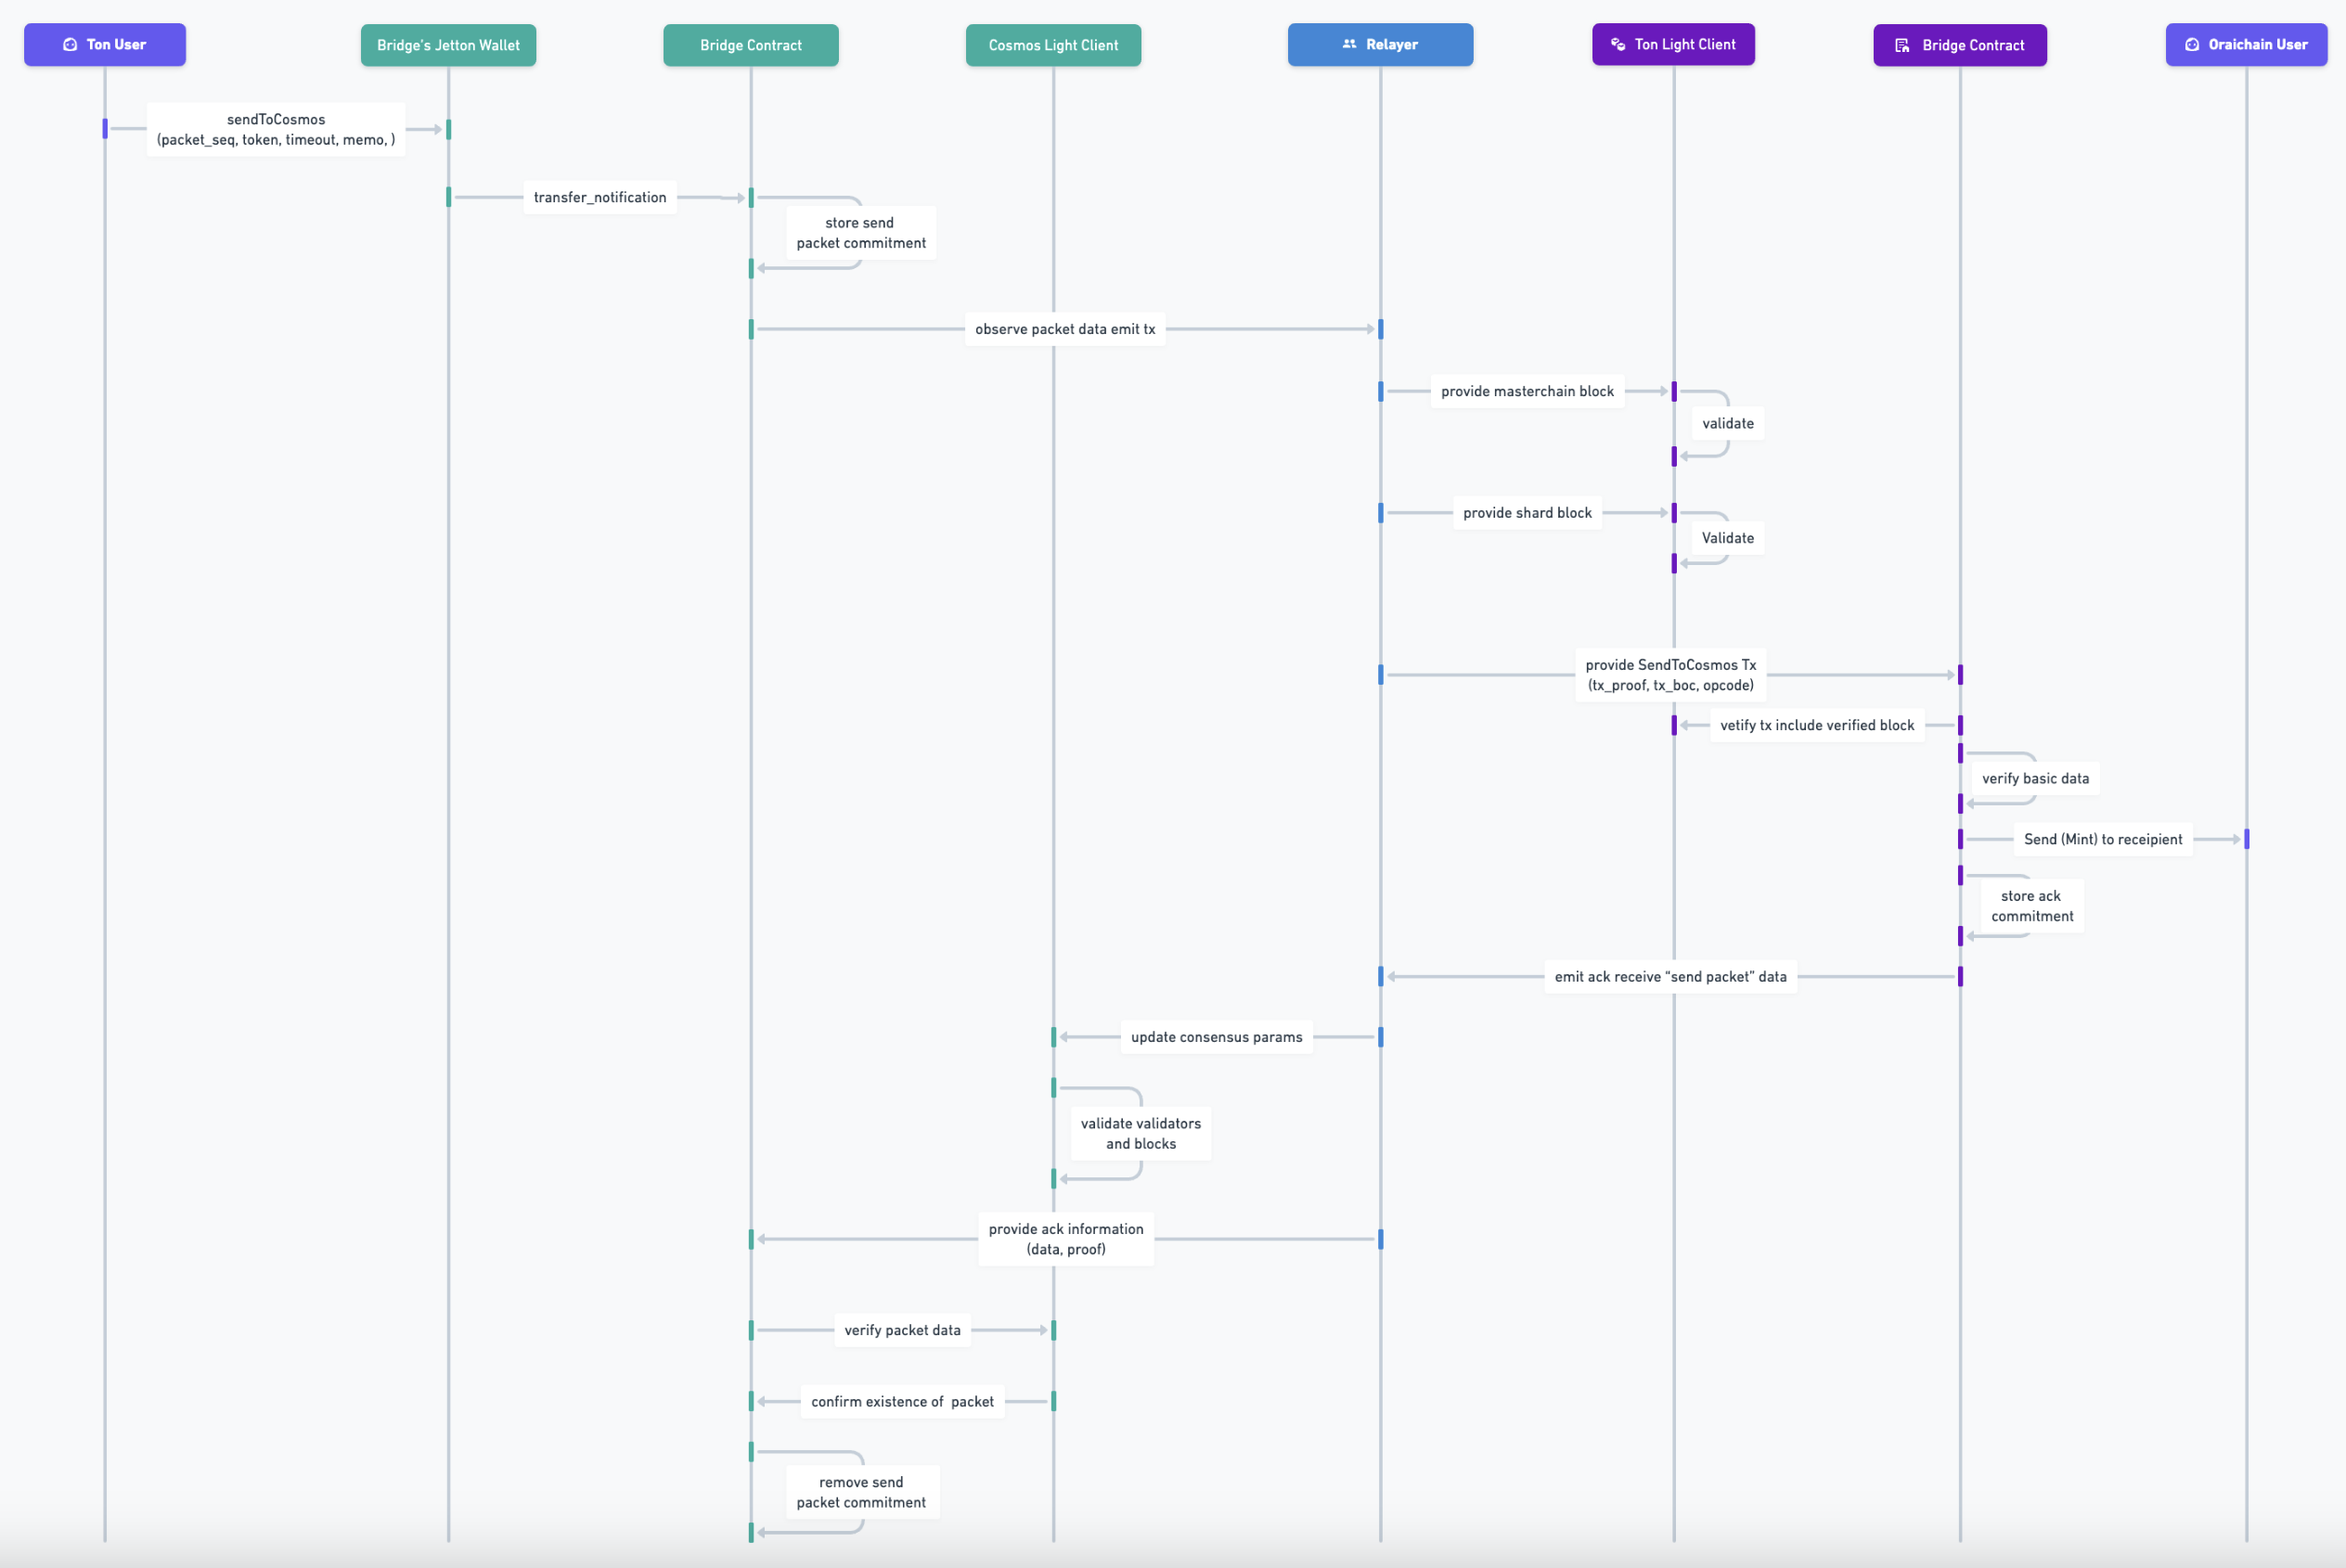 Ton User
Bridge's Jetton Wallet
Bridge Contract
Cosmos Light Client
Relayer
Ton Light Client
Bridge Contract
Oraichain User
sendToCosmos
(packet_seq, token, timeout, memo, )
transfer_notification
store send
packet commitment
observe packet data emit tx
provide masterchain block
validate
provide shard block
Validate
provide SendToCosmos Tx
(tx_proof, tx_boc, opcode)
vetify tx include verified block
verify basic data
Send (Mint) to receipient
store ack
commitment
emit ack receive “send packet” data
update consensus params
validate validators
and blocks
provide ack information
(data, proof)
verify packet data
confirm existence of packet
remove send
packet commitment